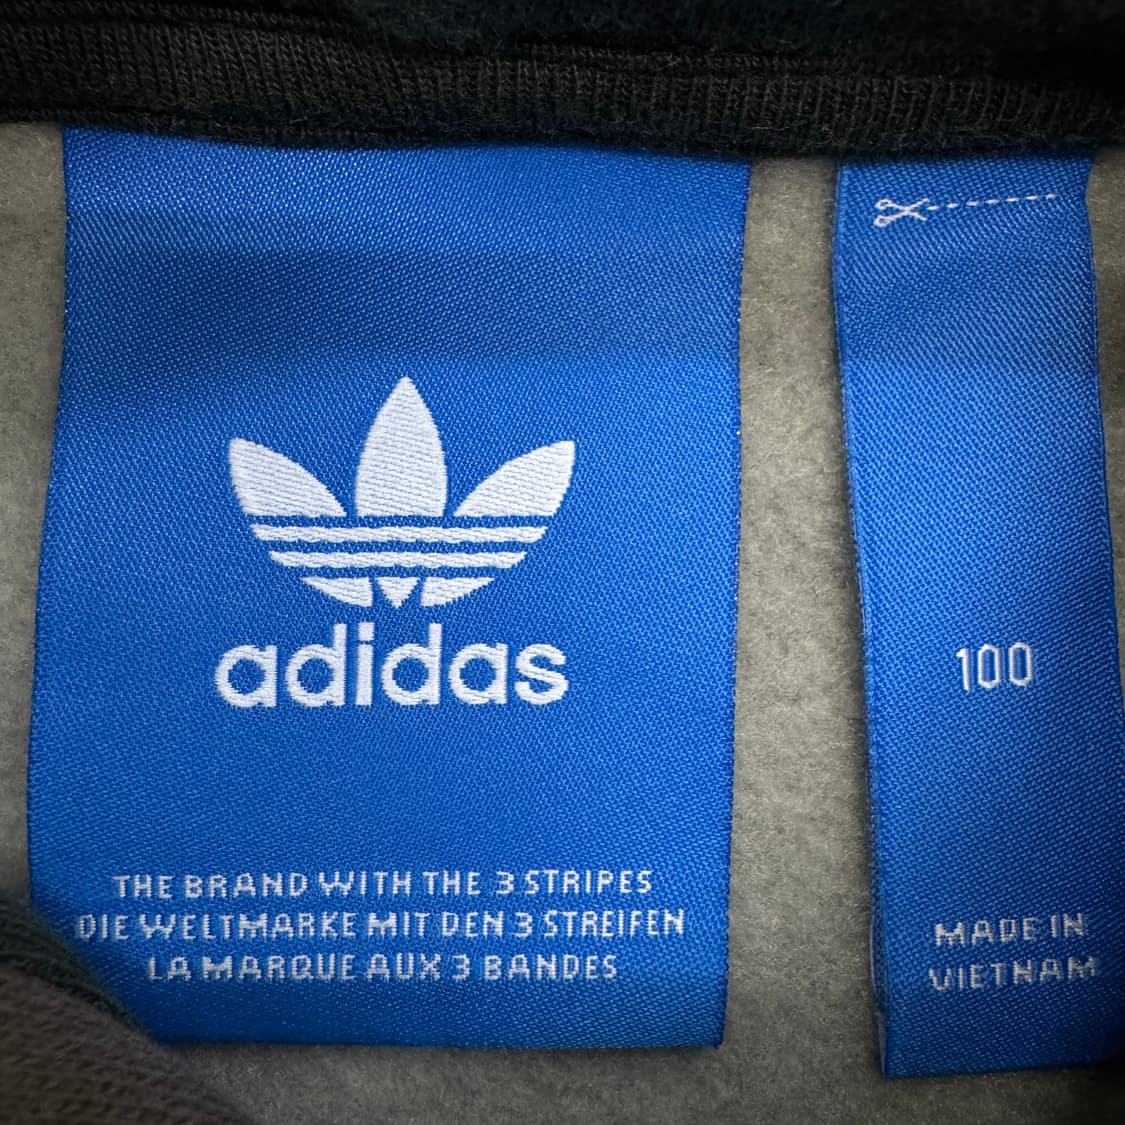 adidas
THE BRAND WITH THE 3 STRIPES
DIE WELTMARKE MIT DEN 3 STREIFEN
LA MARQUE AUX 3 BANDES
100
MADE IN
VIETNAM